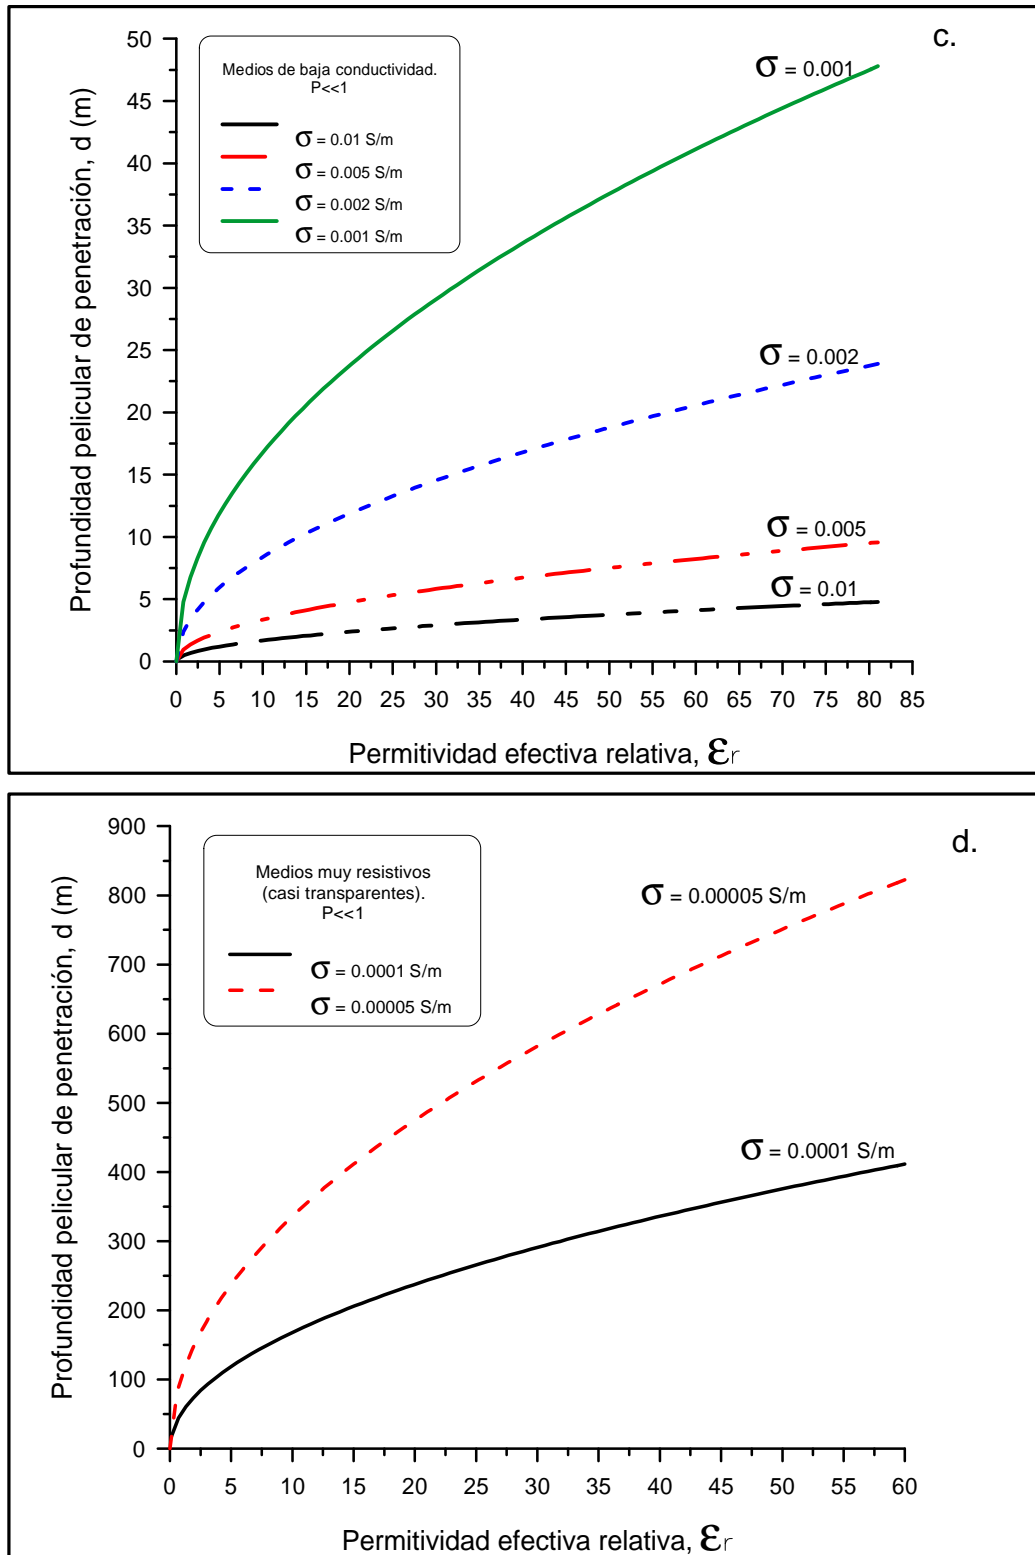 c.
50
45
40
35
30
25
20
15
10
5
0
Profundidad pelicular de penetración, d (m)
Medios de baja conductividad.
P<<1
σ = 0.01 S/m
σ = 0.005 S/m
σ = 0.002 S/m
σ = 0.001 S/m
σ = 0.001
σ = 0.002
σ = 0.005
σ = 0.01
0 5 10 15 20 25 30 35 40 45 50 55 60 65 70 75 80 85
Permitividad efectiva relativa, εr
d.
900
800
700
600
500
400
300
200
100
0
Profundidad pelicular de penetración, d (m)
Medios muy resistivos
(casi transparentes).
P<<1
σ = 0.0001 S/m
σ = 0.00005 S/m
σ = 0.00005 S/m
σ = 0.0001 S/m
0 5 10 15 20 25 30 35 40 45 50 55 60
Permitividad efectiva relativa, εr